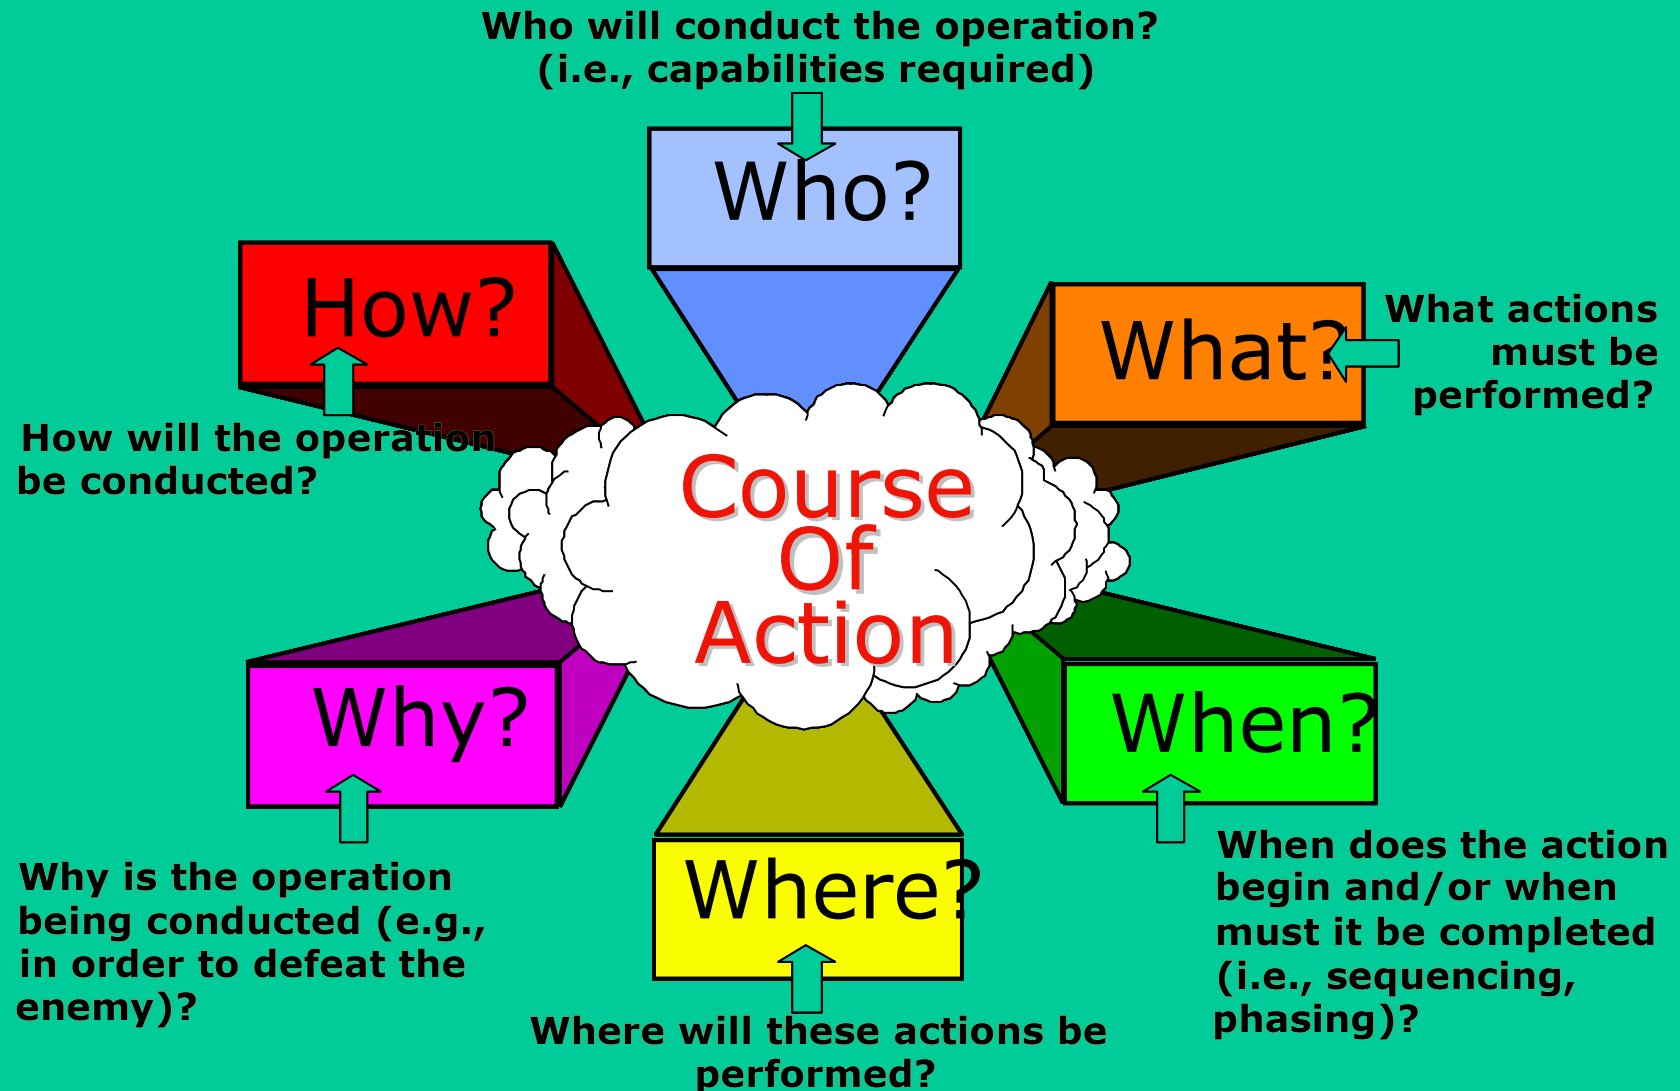 Who will conduct the operation?
(i.e., capabilities required)
Who?
How?
What?
What actions
must be
performed?
How will the operation
be conducted?
Course
Of
Action
Why?
When?
Where?
Why is the operation
being conducted (e.g.,
in order to defeat the
enemy)?
When does the action
begin and/or when
must it be completed
(i.e., sequencing,
phasing)?
Where will these actions be
performed?